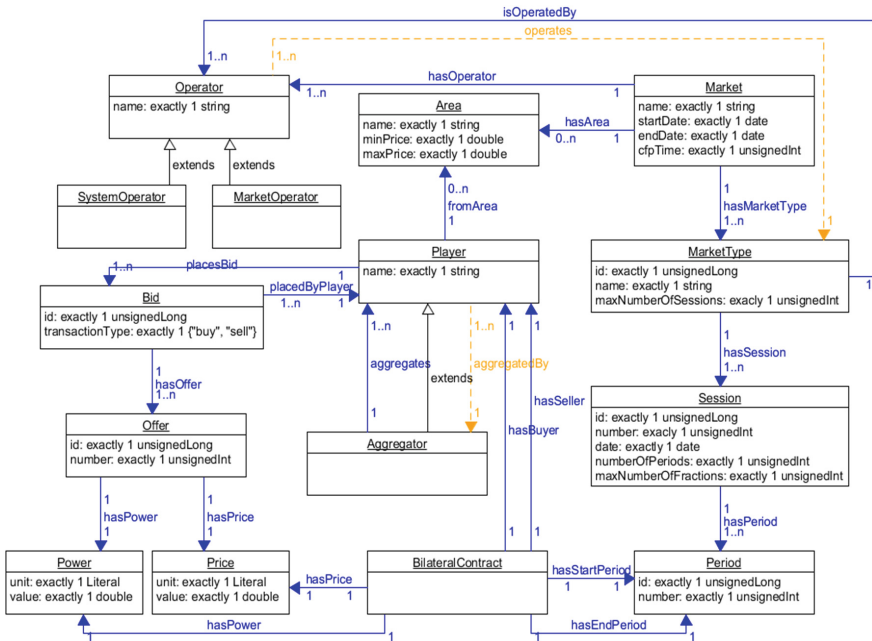 isOperatedBy
operates
1..n
1..n
Operator
name: exactly 1 string
hasOperator
1..n
1
Market
name: exactly 1 string
startDate: exactly 1 date
endDate: exactly 1 date
cfpTime: exactly 1 unsignedInt
Area
name: exactly 1 string
minPrice: exactly 1 double
maxPrice: exactly 1 double
hasArea
0..n
1
extends
extends
SystemOperator
MarketOperator
0..n
fromArea
1
1
hasMarketType
1..n
1
Player
name: exactly 1 string
MarketType
id: exactly 1 unsignedLong
name: exactly 1 string
maxNumberOfSessions: exacly 1 unsignedInt
1
placesBid
1..n
1
placedByPlayer
1..n
1
Bid
id: exactly 1 unsignedLong
transactionType: exactly 1 {"buy", "sell"}
1..n
1..n
1
1
aggregates
aggregatedBy
extends
1
1
hasSeller
hasBuyer
1
hasSession
1..n
1
hasOffer
1..n
Offer
id: exactly 1 unsignedLong
number: exactly 1 unsignedInt
Aggregator
Session
id: exactly 1 unsignedLong
number: exacly 1 unsignedInt
date: exactly 1 date
numberOfPeriods: exactly 1 unsignedInt
maxNumberOfFractions: exactly 1 unsignedInt
1
hasPower
1
1
hasPrice
1
1
1
1
hasPeriod
1..n
Power
unit: exactly 1 Literal
value: exactly 1 double
Price
unit: exactly 1 Literal
value: exactly 1 double
hasPrice
1
1
BilateralContract
hasStartPeriod
1
1
Period
id: exactly 1 unsignedLong
number: exactly 1 unsignedInt
hasPower
1
1
hasEndPeriod
1
1